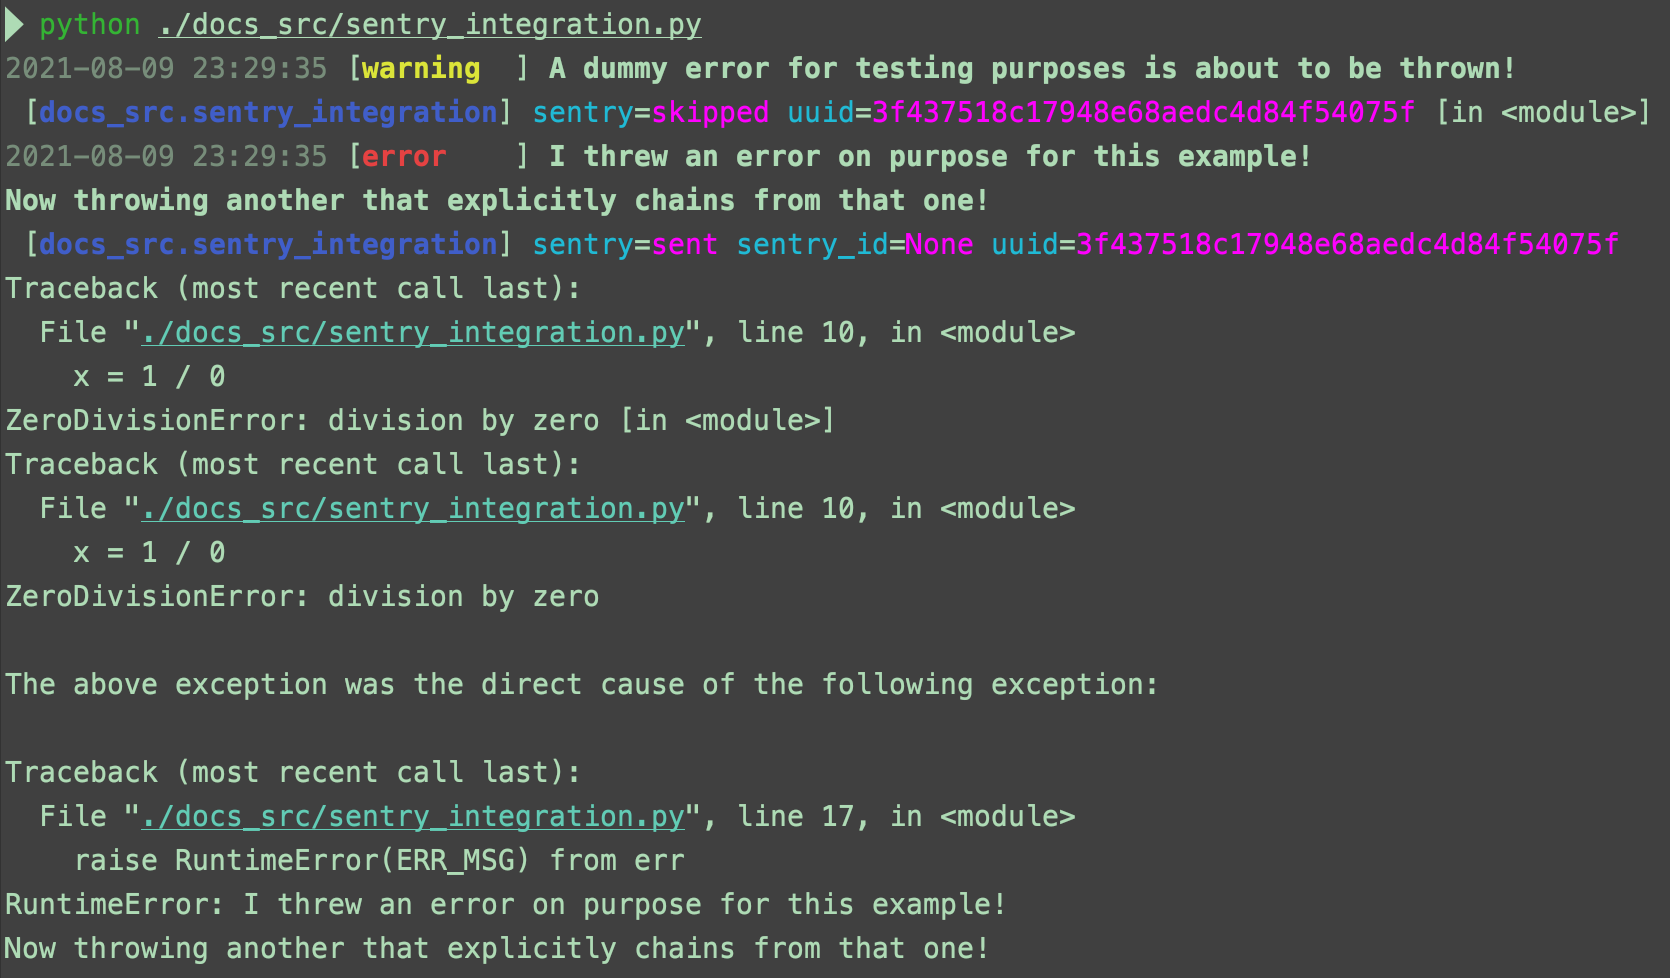 python ./docs_src/sentry_integration.py
2021-08-09 23:29:35 [warning  ] A dummy error for testing purposes is about to be thrown!
 [docs_src.sentry_integration] sentry=skipped uuid=3f437518c17948e68aedc4d84f54075f [in <module>]
2021-08-09 23:29:35 [error    ] I threw an error on purpose for this example!
Now throwing another that explicitly chains from that one!
 [docs_src.sentry_integration] sentry=sent sentry_id=None uuid=3f437518c17948e68aedc4d84f54075f
Traceback (most recent call last):
  File "./docs_src/sentry_integration.py", line 10, in <module>
    x = 1 / 0
ZeroDivisionError: division by zero [in <module>]
Traceback (most recent call last):
  File "./docs_src/sentry_integration.py", line 10, in <module>
    x = 1 / 0
ZeroDivisionError: division by zero

The above exception was the direct cause of the following exception:

Traceback (most recent call last):
  File "./docs_src/sentry_integration.py", line 17, in <module>
    raise RuntimeError(ERR_MSG) from err
RuntimeError: I threw an error on purpose for this example!
Now throwing another that explicitly chains from that one!